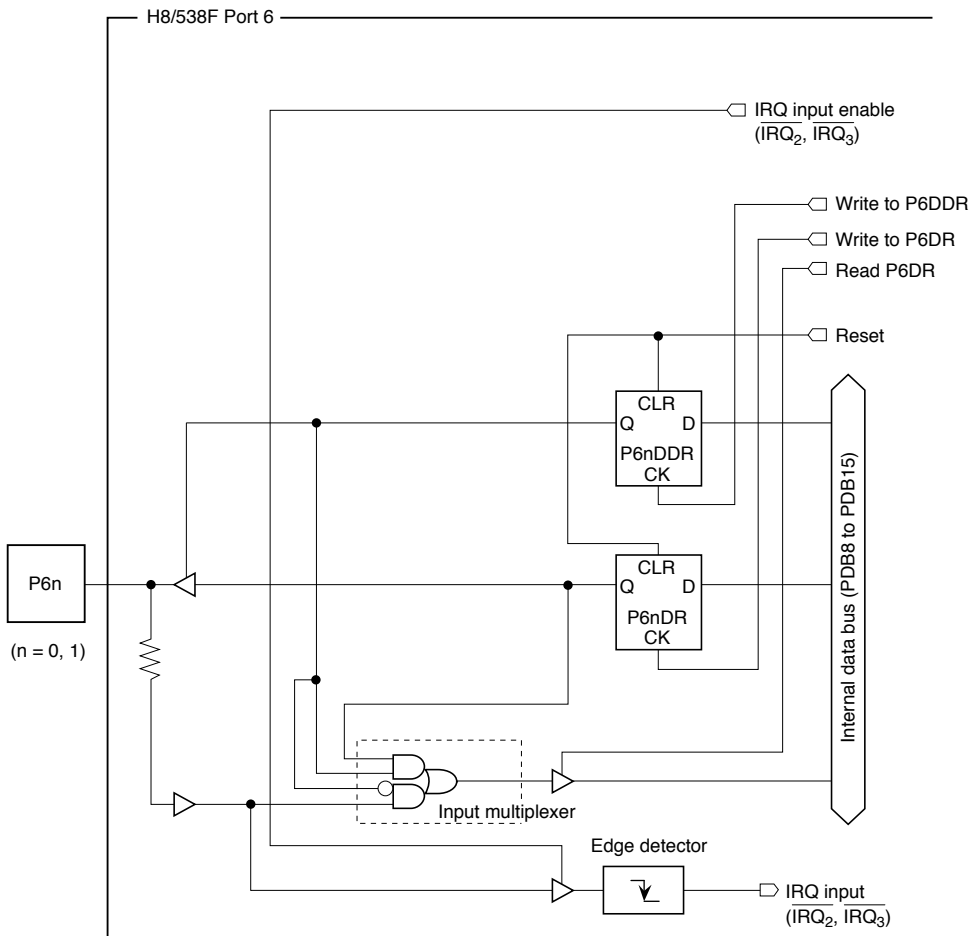 H8/538F Port 6
IRQ input enable
(IRQ2, IRQ3)
Write to P6DDR
Write to P6DR
Read P6DR
Reset
CLR
Q D
P6nDDR
CK
Internal data bus (PDB8 to PDB15)
P6n
(n = 0, 1)
CLR
Q D
P6nDR
CK
Input multiplexer
Edge detector
IRQ input
(IRQ2, IRQ3)